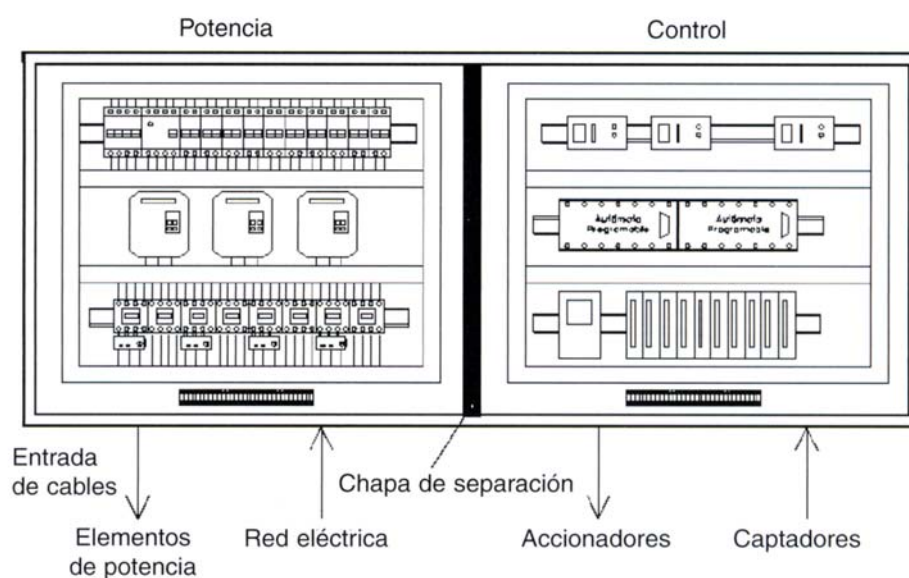 Potencia
Control
Autómata
Programable
Autómata
Programable
Entrada
de cables
Chapa de separación
Elementos
de potencia
Red eléctrica
Accionadores
Captadores